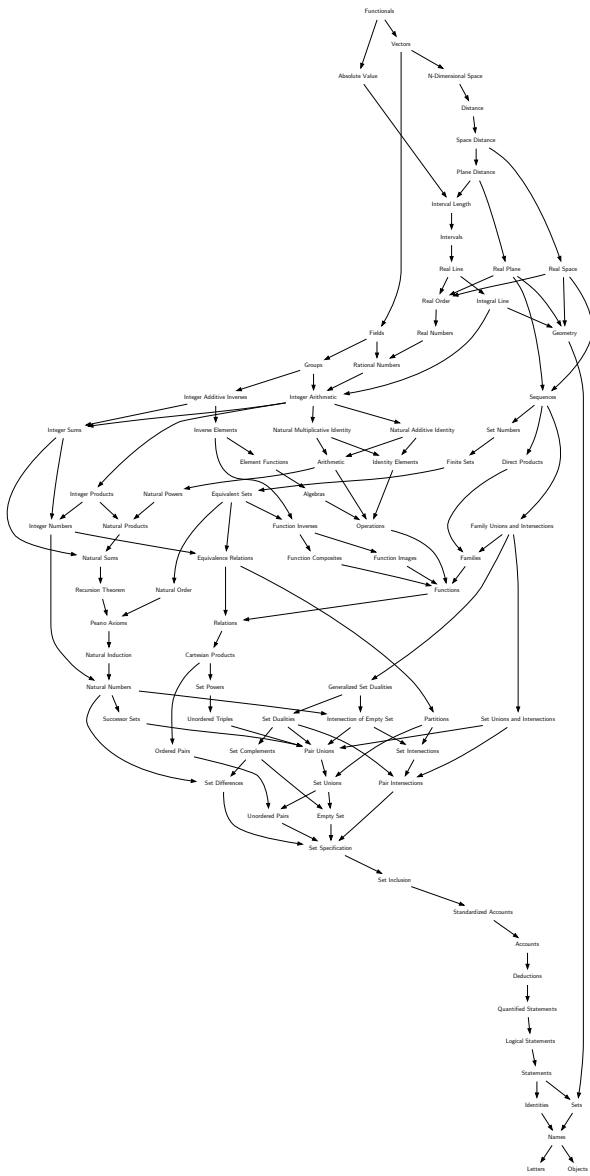 Functionals
Vectors
Absolute Value
N-Dimensional Space
Distance
Space Distance
Plane Distance
Interval Length
Intervals
Real Line
Real Plane
Real Space
Real Order
Integral Line
Fields
Real Numbers
Geometry
Groups
Rational Numbers
Integer Additive Inverses
Integer Arithmetic
Sequences
Integer Sums
Inverse Elements
Natural Multiplicative Identity
Natural Additive Identity
Set Numbers
Element Functions
Arithmetic
Identity Elements
Finite Sets
Direct Products
Integer Products
Natural Powers
Equivalent Sets
Algebras
Integer Numbers
Natural Products
Function Inverses
Operations
Family Unions and Intersections
Natural Sums
Equivalence Relations
Function Composites
Function Images
Families
Recursion Theorem
Natural Order
Functions
Peano Axioms
Relations
Natural Induction
Cartesian Products
Natural Numbers
Set Powers
Generalized Set Dualities
Successor Sets
Unordered Triples
Set Dualities
Intersection of Empty Set
Partitions
Set Unions and Intersections
Ordered Pairs
Set Complements
Pair Unions
Set Intersections
Set Differences
Set Unions
Pair Intersections
Unordered Pairs
Empty Set
Set Specification
Set Inclusion
Standardized Accounts
Accounts
Deductions
Quantified Statements
Logical Statements
Statements
Identities
Sets
Names
Letters
Objects